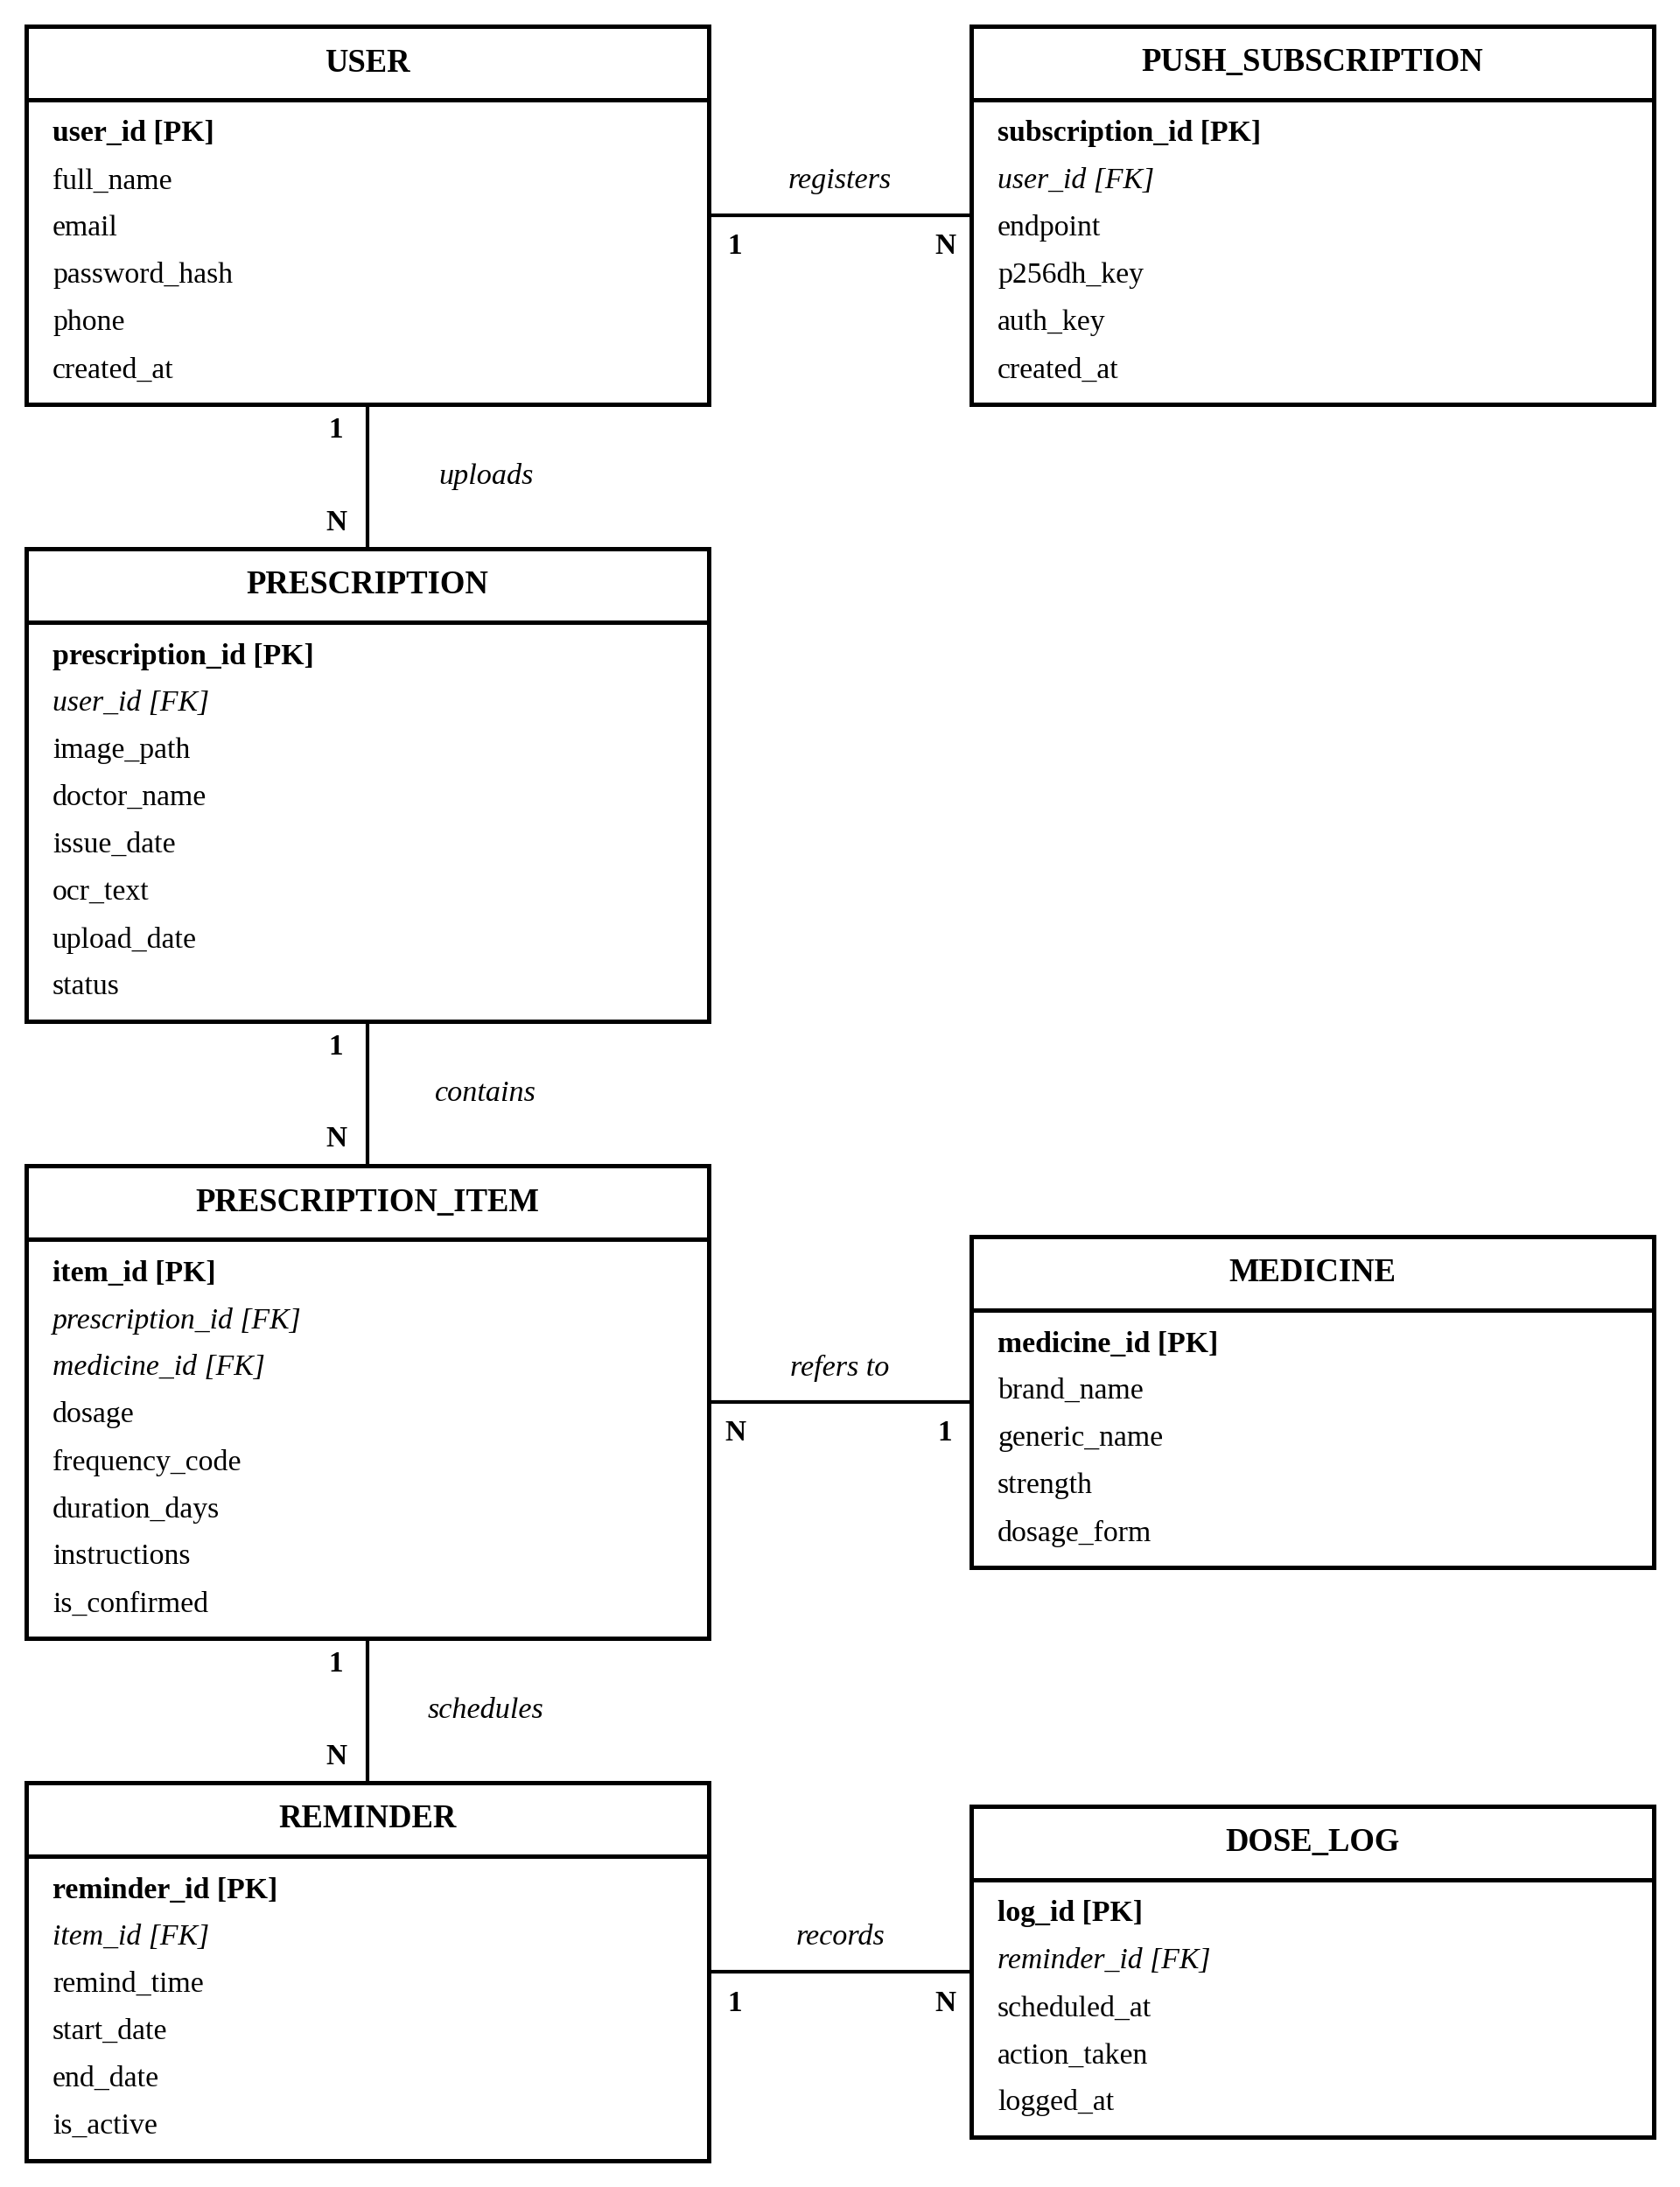 USER
user_id [PK]
full_name
email
password_hash
phone
created_at
registers
1
N
PUSH_SUBSCRIPTION
subscription_id [PK]
user_id [FK]
endpoint
p256dh_key
auth_key
created_at
1
uploads
N
PRESCRIPTION
prescription_id [PK]
user_id [FK]
image_path
doctor_name
issue_date
ocr_text
upload_date
status
1
contains
N
PRESCRIPTION_ITEM
item_id [PK]
prescription_id [FK]
medicine_id [FK]
dosage
frequency_code
duration_days
instructions
is_confirmed
refers to
N
1
MEDICINE
medicine_id [PK]
brand_name
generic_name
strength
dosage_form
1
schedules
N
REMINDER
reminder_id [PK]
item_id [FK]
remind_time
start_date
end_date
is_active
records
1
N
DOSE_LOG
log_id [PK]
reminder_id [FK]
scheduled_at
action_taken
logged_at